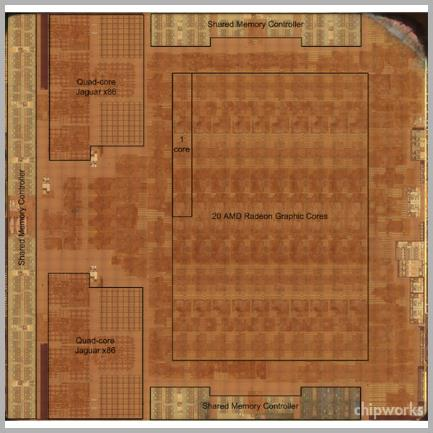 Shared Memory Controller
Quad-core
Jaguar x86
1
core
Shared Memory Controller
20 AMD Radeon Graphic Cores
Quad-core
Jaguar x86
Shared Memory Controller
chipworks